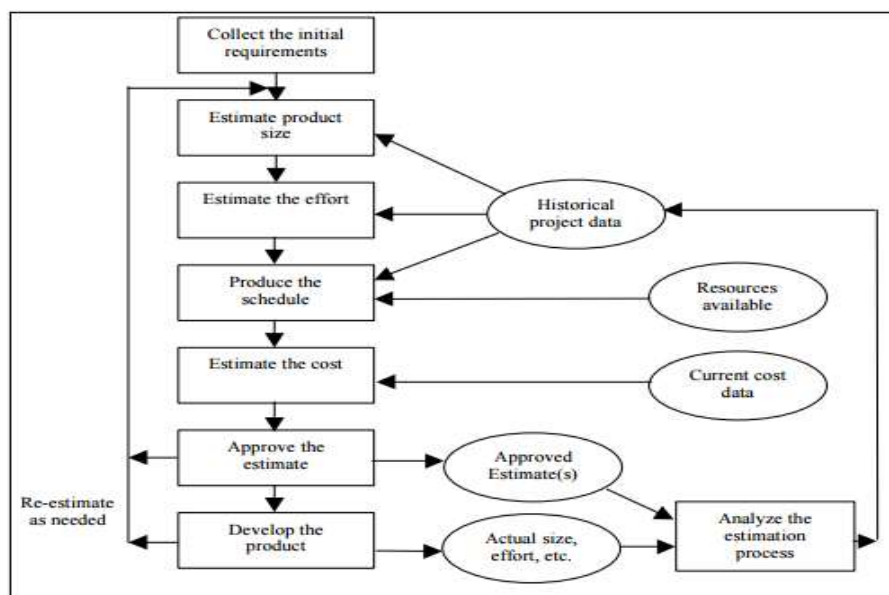 Collect the initial
requirements
Estimate product
size
Estimate the effort
Historical
project data
Produce the
schedule
Resources
available
Estimate the cost
Current cost
data
Approve the
estimate
Approved
Estimate(s)
Re-estimate
as needed
Develop the
product
Actual size,
effort, etc.
Analyze the
estimation
process